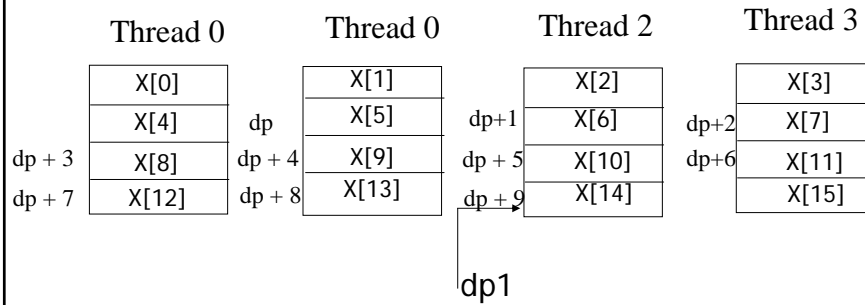 Thread 0 Thread 0 Thread 2 Thread 3
X[0] X[1] X[2] X[3]
X[4] dp X[5] dp+1 X[6] dp+2 X[7]
dp + 3 X[8] dp + 4 X[9] dp + 5 X[10] dp+6 X[11]
dp + 7 X[12] dp + 8 X[13] dp + 9 X[14] X[15]
dp1